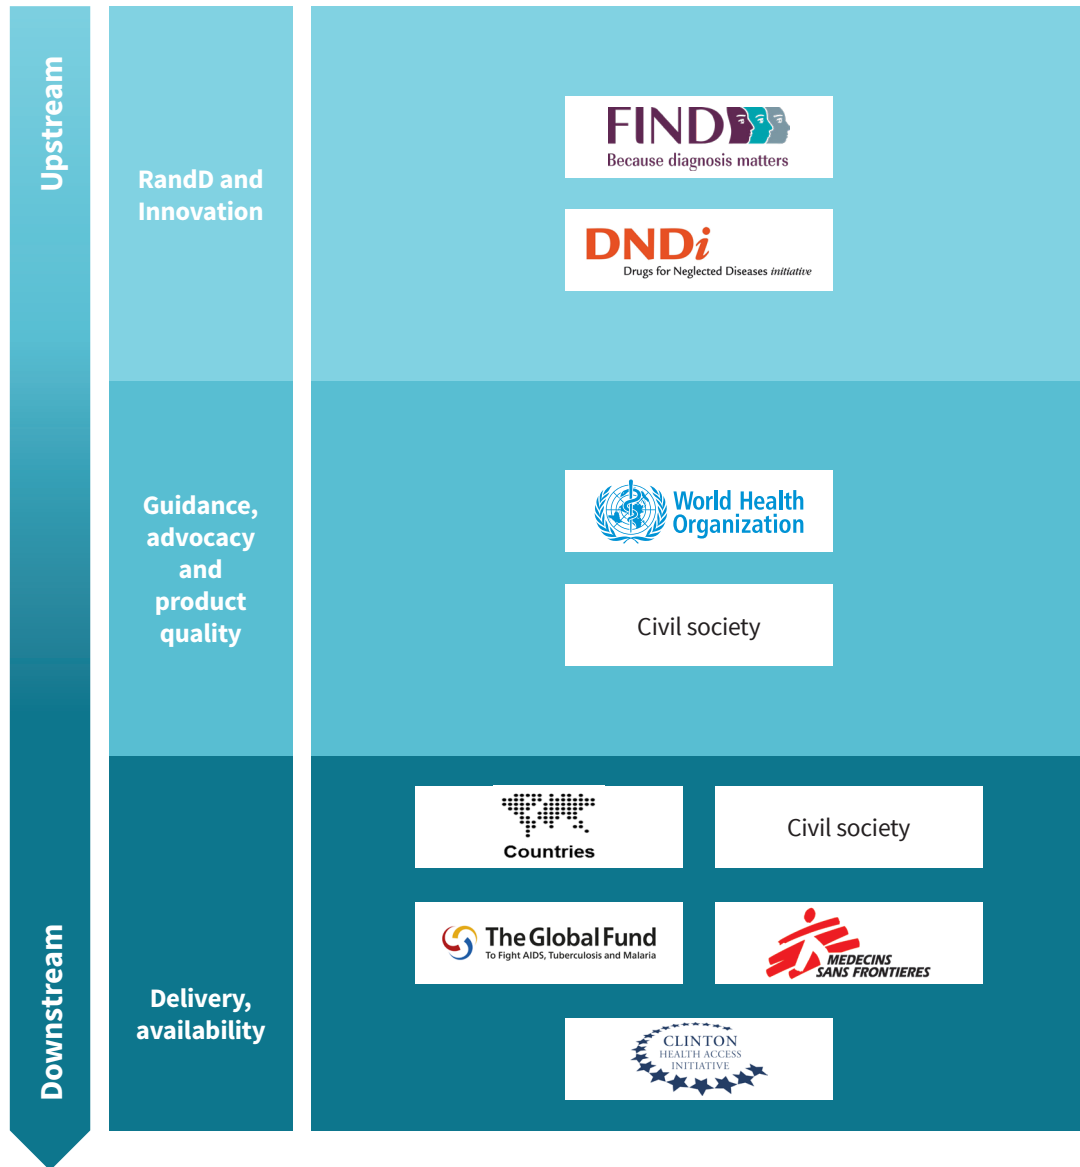 Upstream
RandD and
Innovation
FIND
Because diagnosis matters
DNDi
Drugs for Neglected Diseases initiative
Guidance,
advocacy
and
product
quality
World Health
Organization
Civil society
Downstream
Delivery,
availability
Countries
Civil society
The Global Fund
To Fight AIDS, Tuberculosis and Malaria
MEDECINS
SANS FRONTIERES
CLINTON
HEALTH ACCESS
INITIATIVE